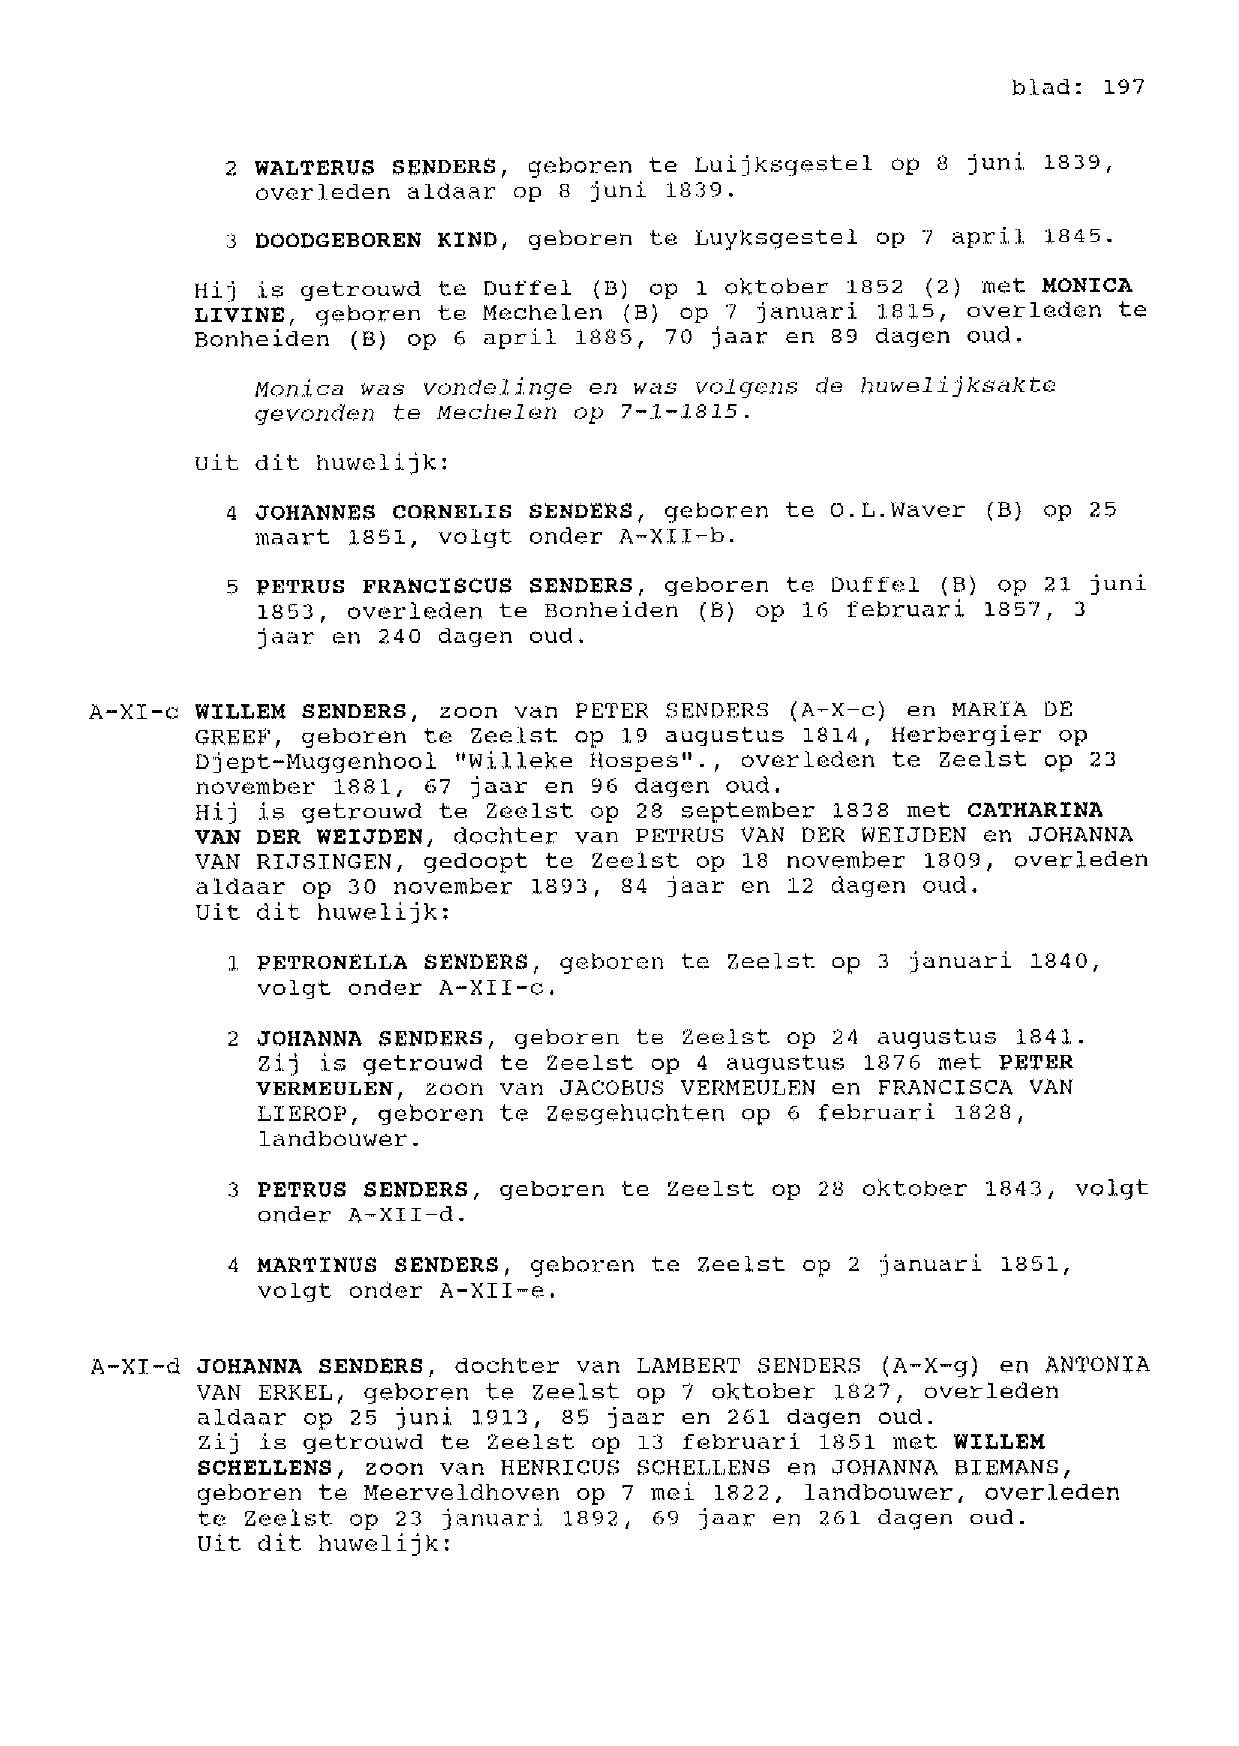 blad: 197
2 WALTERUS SENDERS, geboren te Luijksgestel op 8 juni 1839,
overleden aldaar op 8 juni 1839.
3 DOODGEBOREN KIND, geboren te Luyksgestel op 7 april 1845.
Hij is getrouwd te Duffel (B) op 1 oktober 1852 (2) met MONICA
LIVINE, geboren te Mechelen (B) op 7 januari 1815, overleden te
Bonheiden (B) op 6 april 1885, 70 jaar en 89 dagen oud.
Monica was vondelinge en was volgens de huwelijksakte
gevonden te Mechelen op 7-1-1815.
Uit dit huwelijk:
4 JOHANNES CORNELIS SENDERS, geboren te O.L.Waver (B) op 25
maart 1851, volgt onder A-XII-b.
5 PETRUS FRANCISCUS SENDERS, geboren te Duffel (B) op 21 juni
1853, overleden te Bonheiden (B) op 16 februari 1857, 3
jaar en 240 dagen oud.
A-XI-c WILLEM SENDERS, zoon van PETER SENDERS (A-X-c) en MARIA DE
GREEF, geboren te Zeelst op 19 augustus 1814, Herbergier op
Djept-Muggenhool "Willeke Hospes"., overleden te Zeelst op 23
november 1881, 67 jaar en 96 dagen oud.
Hij is getrouwd te Zeelst op 28 september 1838 met CATHARINA
VAN DER WEIJDEN, dochter van PETRUS VAN DER WEIJDEN en JOHANNA
VAN RIJSINGEN, gedoopt te Zeelst op 18 november 1809, overleden
aldaar op 30 november 1893, 84 jaar en 12 dagen oud.
Uit dit huwelijk:
1 PETRONELLA SENDERS, geboren te Zeelst op 3 januari 1840,
volgt onder A-XII-c.
2 JOHANNA SENDERS, geboren te Zeelst op 24 augustus 1841.
Zij is getrouwd te Zeelst op 4 augustus 1876 met PETER
VERMEULEN, zoon van JACOBUS VERMEULEN en FRANCISCA VAN
LIEROP, geboren te Zesgehuchten op 6 februari 1828,
landbouwer.
3 PETRUS SENDERS, geboren te Zeelst op 28 oktober 1843, volgt
onder A-XII-d.
4 MARTINUS SENDERS, geboren te Zeelst op 2 januari 1851,
volgt onder A-XII-e.
A-XI-d JOHANNA SENDERS, dochter van LAMBERT SENDERS (A-X-g) en ANTONIA
VAN ERKEL, geboren te Zeelst op 7 oktober 1827, overleden
aldaar op 25 juni 1913, 85 jaar en 261 dagen oud.
Zij is getrouwd te Zeelst op 13 februari 1851 met WILLEM
SCHELLENS, zoon van HENRICUS SCHELLENS en JOHANNA BIEMANS,
geboren te Meerveldhoven op 7 mei 1822, landbouwer, overleden
te Zeelst op 23 januari 1892, 69 jaar en 261 dagen oud.
Uit dit huwelijk: